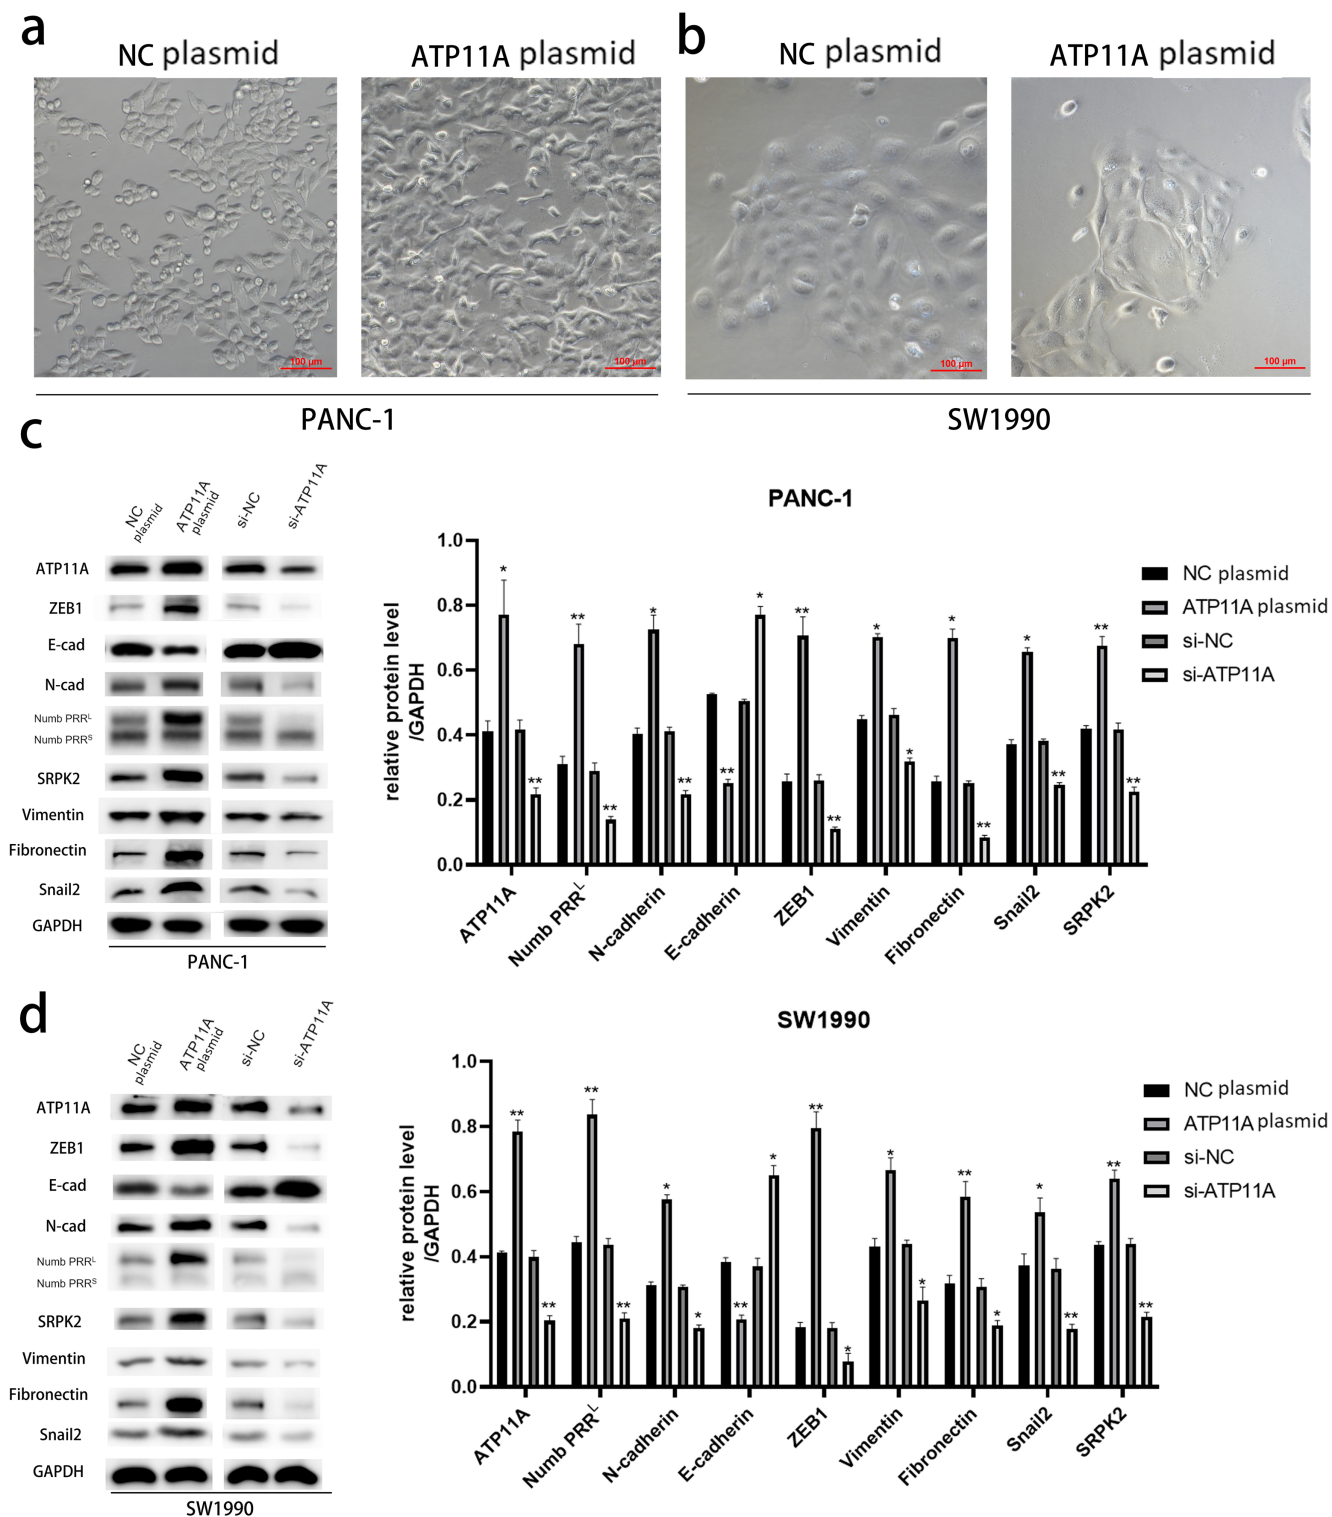 a
NC plasmid
ATP11A plasmid
b
NC plasmid
ATP11A plasmid
100 µm
100 µm
100 µm
100 µm
PANC-1
SW1990
c
NC
plasmid
ATP11A
plasmid
si-NC
si-ATP11A
ATP11A
ZEB1
E-cad
N-cad
Numb PRRL
Numb PRRS
SRPK2
Vimentin
Fibronectin
Snail2
GAPDH
PANC-1
PANC-1
relative protein level
/GAPDH
1.0
0.8
0.6
0.4
0.2
0.0
* ** * * ** * * * **
** ** ** ** ** * ** ** **
ATP11A
Numb PRRL
N-cadherin
E-cadherin
ZEB1
Vimentin
Fibronectin
Snail2
SRPK2
NC plasmid
ATP11A plasmid
si-NC
si-ATP11A
d
NC
plasmid
ATP11A
plasmid
si-NC
si-ATP11A
ATP11A
ZEB1
E-cad
N-cad
Numb PRRL
Numb PRRS
SRPK2
Vimentin
Fibronectin
Snail2
GAPDH
SW1990
SW1990
relative protein level
/GAPDH
1.0
0.8
0.6
0.4
0.2
0.0
** ** * * ** * ** * **
** ** * ** * * * ** **
ATP11A
Numb PRRL
N-cadherin
E-cadherin
ZEB1
Vimentin
Fibronectin
Snail2
SRPK2
NC plasmid
ATP11A plasmid
si-NC
si-ATP11A